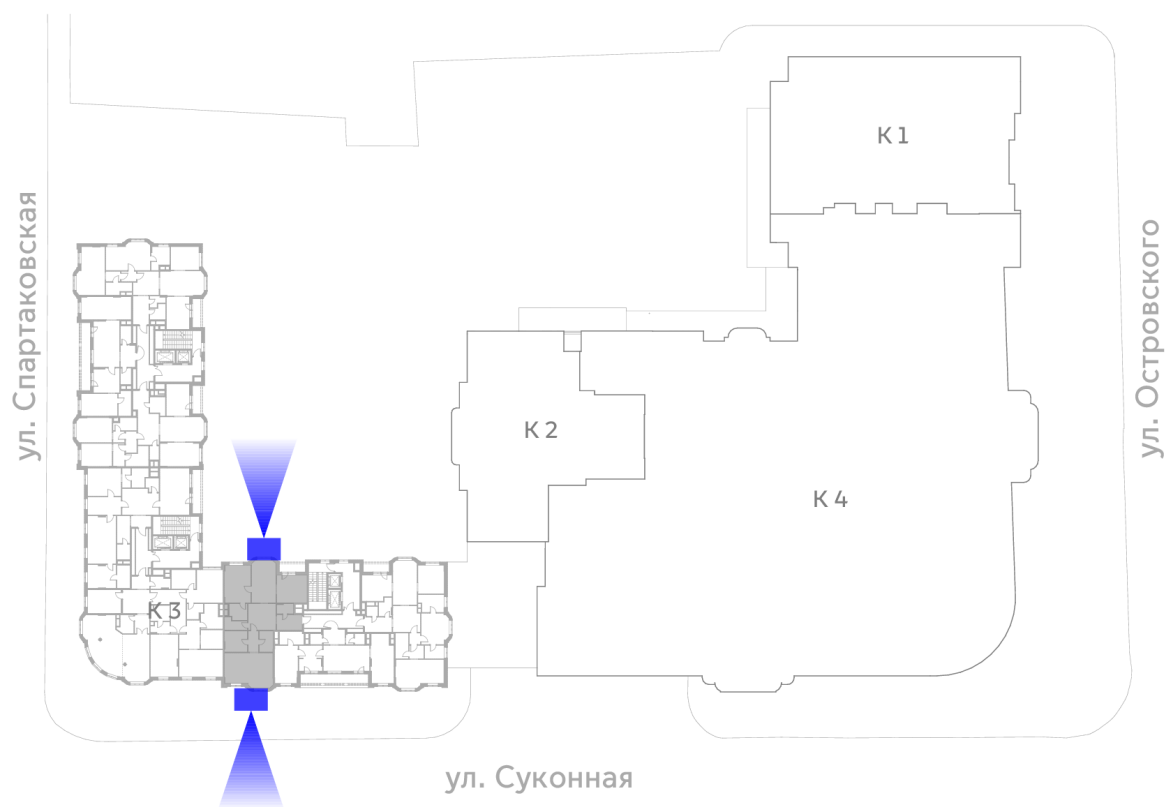 К 1
ул. Спартаковская
ул. Островского
К 2
К 4
К 3
ул. Суконная